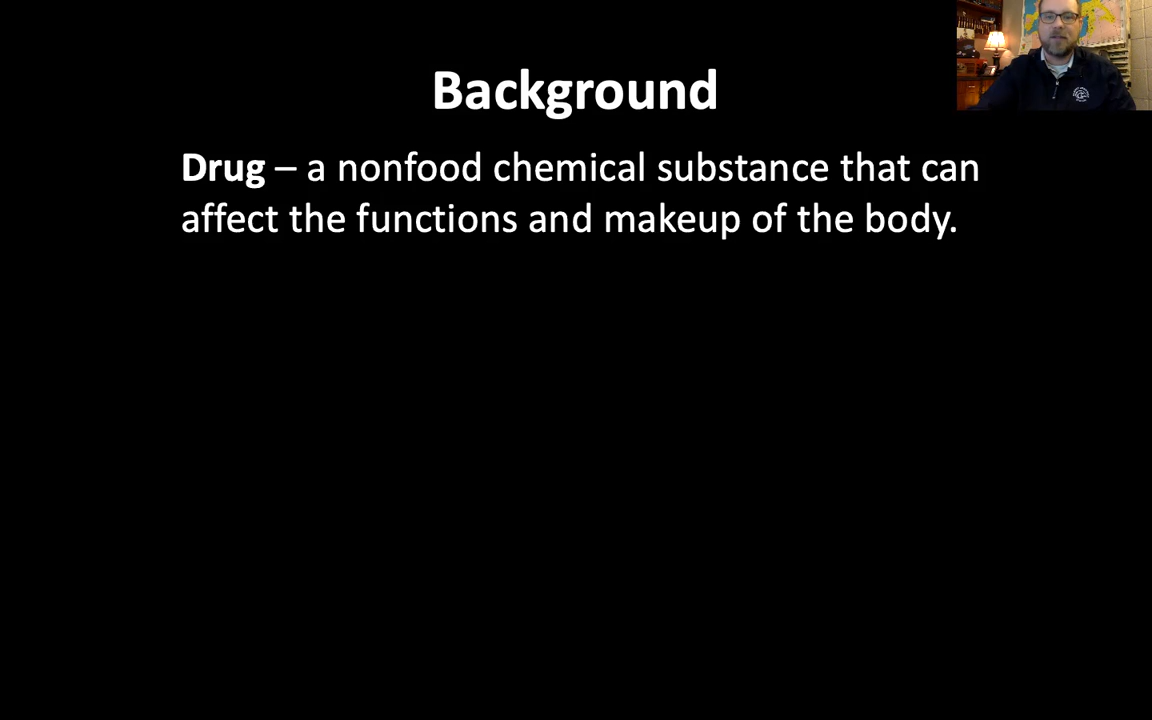 Background
Drug – a nonfood chemical substance that can
affect the functions and makeup of the body.